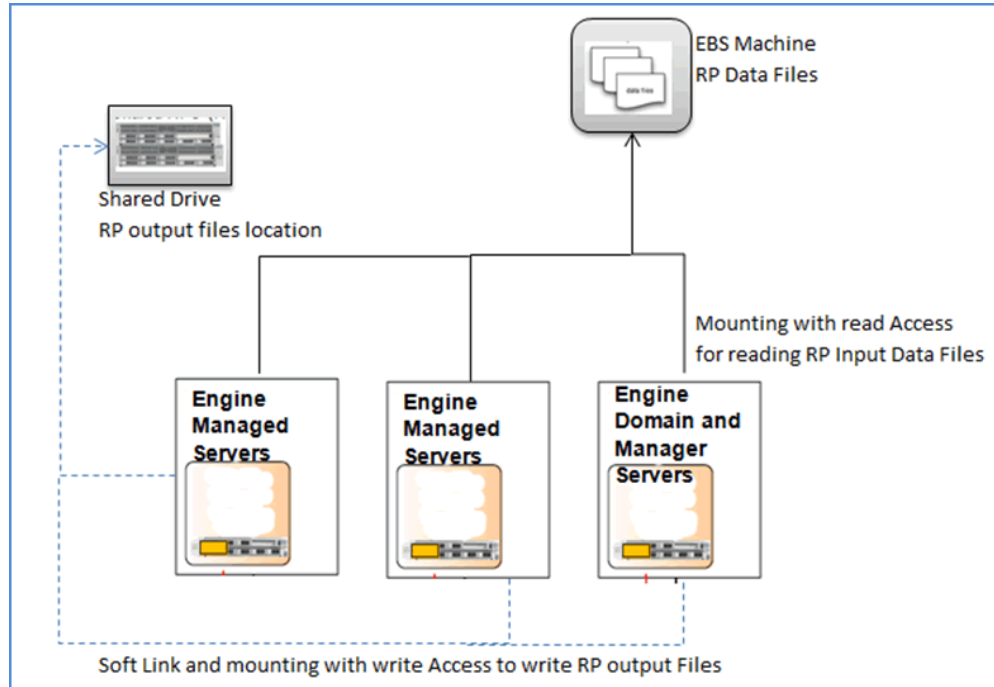 EBS Machine
RP Data Files
data files
Shared Drive
RP output files location
Mounting with read Access
for reading RP Input Data Files
Engine
Managed
Servers
Engine
Managed
Servers
Engine
Domain and
Manager
Servers
Soft Link and mounting with write Access to write RP output Files